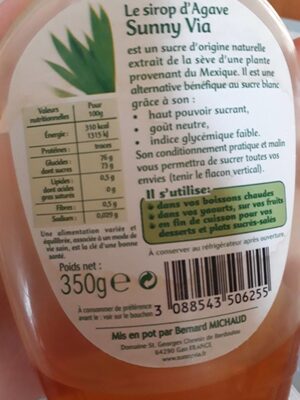 Le sirop d'Agave
Sunny Via
est un sucre d'origine naturelle
extrait de la sève d'une plante
provenant du Mexique. Il est une
alternative bénéfique au sucre blanc
grâce à son :
• haut pouvoir sucrant,
• goût neutre,
• indice glycémique faible.
Son conditionnement pratique et malin
vous permettra de sucrer toutes vos
envies (tenir le flacon vertical).
Valeurs nutritionnelles
Pour 100g
Énergie : 310 kcal
1315 kJ
Protéines : traces
Glucides : 76 g
dont sucres 73 g
Lipides : 0,5 g
dont acides gras saturés 0 g
Fibres : 0,5 g
Sodium : 0,029 g
Une alimentation variée et
équilibrée, associée à un mode de
vie sain, est la clé d'une bonne
santé.
Il s'utilise:
dans vos boissons chaudes
dans vos yaourts, sur vos fruits
en fin de cuisson pour vos
desserts et plats sucrés-salés
À conserver au réfrigérateur après ouverture.
Poids net :
350g e
À consommer de préférence
avant le : voir sur le bouchon
3 088543 506255
Mis en pot par Bernard MICHAUD
Domaine St. Georges Chemin de Berdoulou
64290 Gan FRANCE
www.sunnyvia.fr